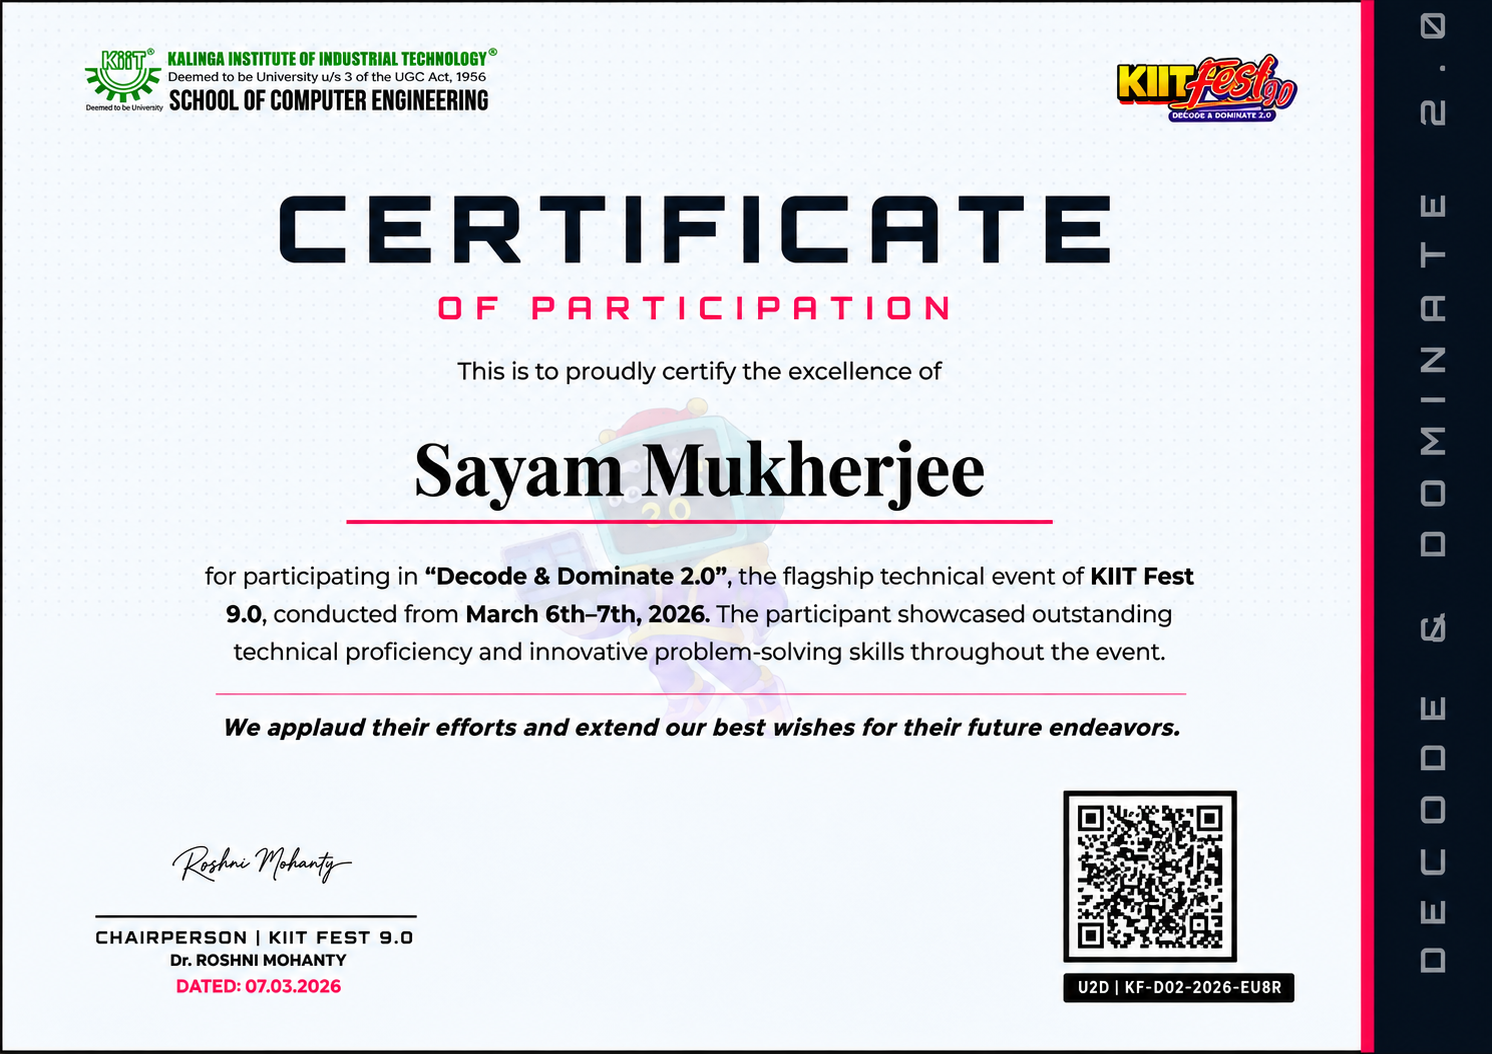 KiiT®
Deemed to be University
KALINGA INSTITUTE OF INDUSTRIAL TECHNOLOGY®
Deemed to be University u/s 3 of the UGC Act, 1956
SCHOOL OF COMPUTER ENGINEERING
KIIT Fest 9.0
DECODE & DOMINATE 2.0
CERTIFICATE
OF PARTICIPATION
This is to proudly certify the excellence of
Sayam Mukherjee
2.0
for participating in “Decode & Dominate 2.0”, the flagship technical event of KIIT Fest
9.0, conducted from March 6th–7th, 2026. The participant showcased outstanding
technical proficiency and innovative problem-solving skills throughout the event.
We applaud their efforts and extend our best wishes for their future endeavors.
Roshni Mohanty
CHAIRPERSON | KIIT FEST 9.0
Dr. ROSHNI MOHANTY
DATED: 07.03.2026
U2D | KF-D02-2026-EU8R
DECODE & DOMINATE 2.0